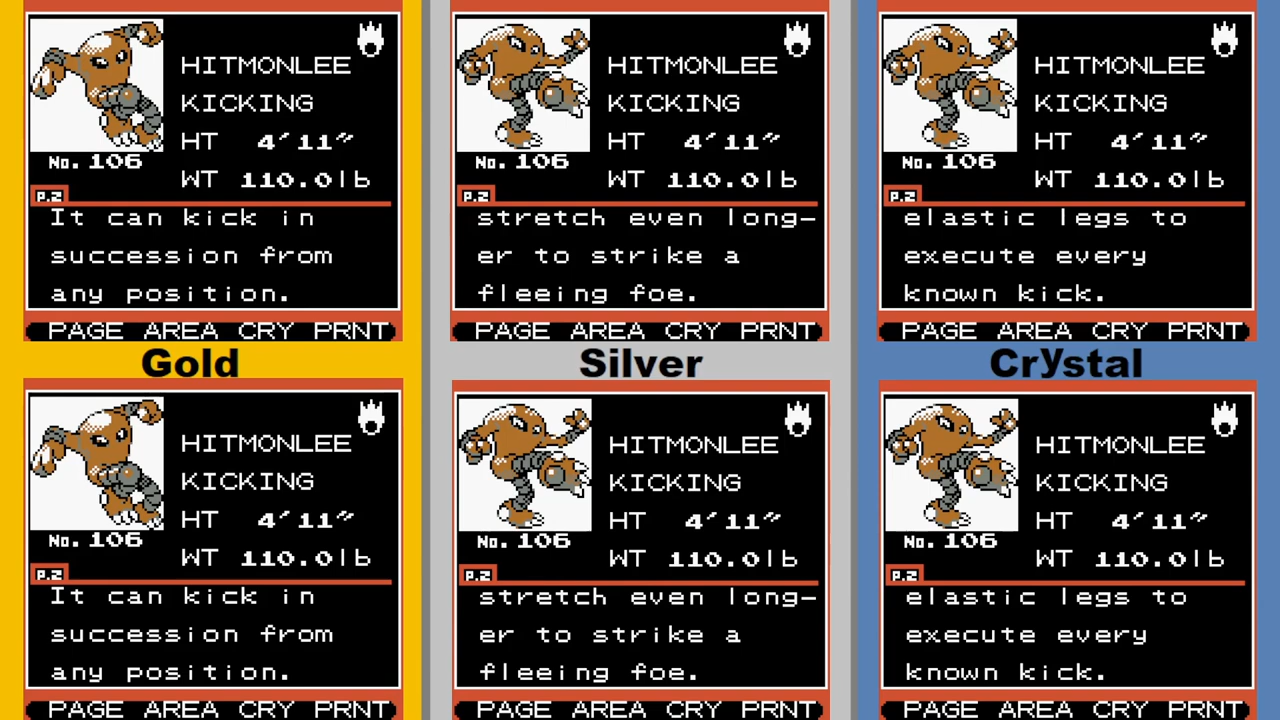 HITMONLEE
KICKING
HT 4′11″
No. 106
WT 110.0lb
p.2
It can kick in
succession from
any position.
PAGE AREA CRY PRNT
HITMONLEE
KICKING
HT 4′11″
No. 106
WT 110.0lb
p.2
stretch even long-
er to strike a
fleeing foe.
PAGE AREA CRY PRNT
HITMONLEE
KICKING
HT 4′11″
No. 106
WT 110.0lb
p.2
elastic legs to
execute every
known kick.
PAGE AREA CRY PRNT
Gold
Silver
Crystal
HITMONLEE
KICKING
HT 4′11″
No. 106
WT 110.0lb
p.2
It can kick in
succession from
any position.
PAGE AREA CRY PRNT
HITMONLEE
KICKING
HT 4′11″
No. 106
WT 110.0lb
p.2
stretch even long-
er to strike a
fleeing foe.
PAGE AREA CRY PRNT
HITMONLEE
KICKING
HT 4′11″
No. 106
WT 110.0lb
p.2
elastic legs to
execute every
known kick.
PAGE AREA CRY PRNT